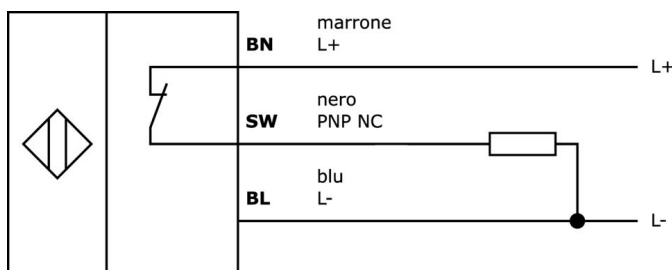 marrone
BN L+
L+
nero
SW PNP NC
blu
BL L-
L-